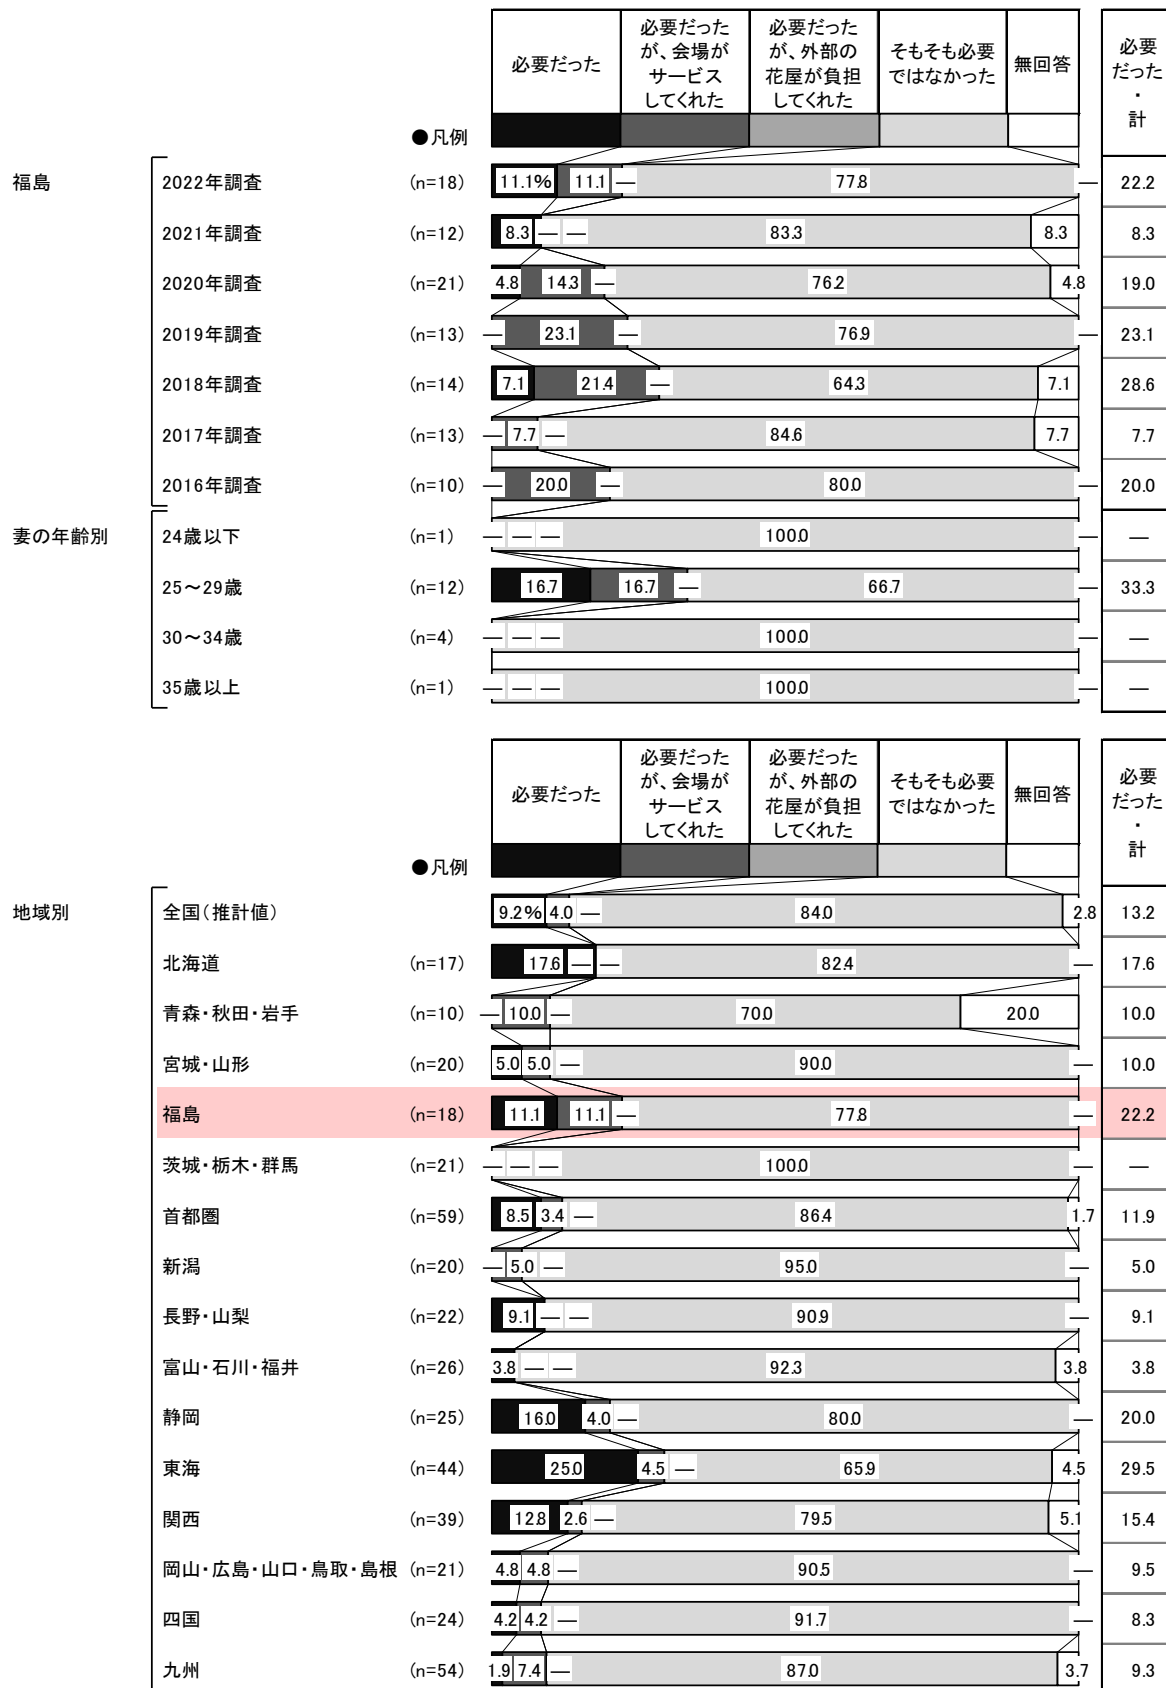 必要だった
必要だったが、会場がサービスしてくれた
必要だったが、外部の花屋が負担してくれた
そもそも必要ではなかった
無回答
必要だった・計
●凡例
福島
2022年調査 (n=18) 11.1% 11.1 — 77.8 — 22.2
2021年調査 (n=12) 8.3 — — 83.3 8.3 8.3
2020年調査 (n=21) 4.8 14.3 — 76.2 4.8 19.0
2019年調査 (n=13) — 23.1 — 76.9 — 23.1
2018年調査 (n=14) 7.1 21.4 — 64.3 7.1 28.6
2017年調査 (n=13) — 7.7 — 84.6 7.7 7.7
2016年調査 (n=10) — 20.0 — 80.0 — 20.0
妻の年齢別
24歳以下 (n=1) — — — 100.0 — —
25～29歳 (n=12) 16.7 16.7 — 66.7 — 33.3
30～34歳 (n=4) — — — 100.0 — —
35歳以上 (n=1) — — — 100.0 — —
必要だった
必要だったが、会場がサービスしてくれた
必要だったが、外部の花屋が負担してくれた
そもそも必要ではなかった
無回答
必要だった・計
●凡例
地域別
全国(推計値) 9.2% 4.0 — 84.0 2.8 13.2
北海道 (n=17) 17.6 — — 82.4 — 17.6
青森・秋田・岩手 (n=10) — 10.0 — 70.0 20.0 10.0
宮城・山形 (n=20) 5.0 5.0 — 90.0 — 10.0
福島 (n=18) 11.1 11.1 — 77.8 — 22.2
茨城・栃木・群馬 (n=21) — — — 100.0 — —
首都圏 (n=59) 8.5 3.4 — 86.4 1.7 11.9
新潟 (n=20) — 5.0 — 95.0 — 5.0
長野・山梨 (n=22) 9.1 — — 90.9 — 9.1
富山・石川・福井 (n=26) 3.8 — — 92.3 3.8 3.8
静岡 (n=25) 16.0 4.0 — 80.0 — 20.0
東海 (n=44) 25.0 4.5 — 65.9 4.5 29.5
関西 (n=39) 12.8 2.6 — 79.5 5.1 15.4
岡山・広島・山口・鳥取・島根 (n=21) 4.8 4.8 — 90.5 — 9.5
四国 (n=24) 4.2 4.2 — 91.7 — 8.3
九州 (n=54) 1.9 7.4 — 87.0 3.7 9.3